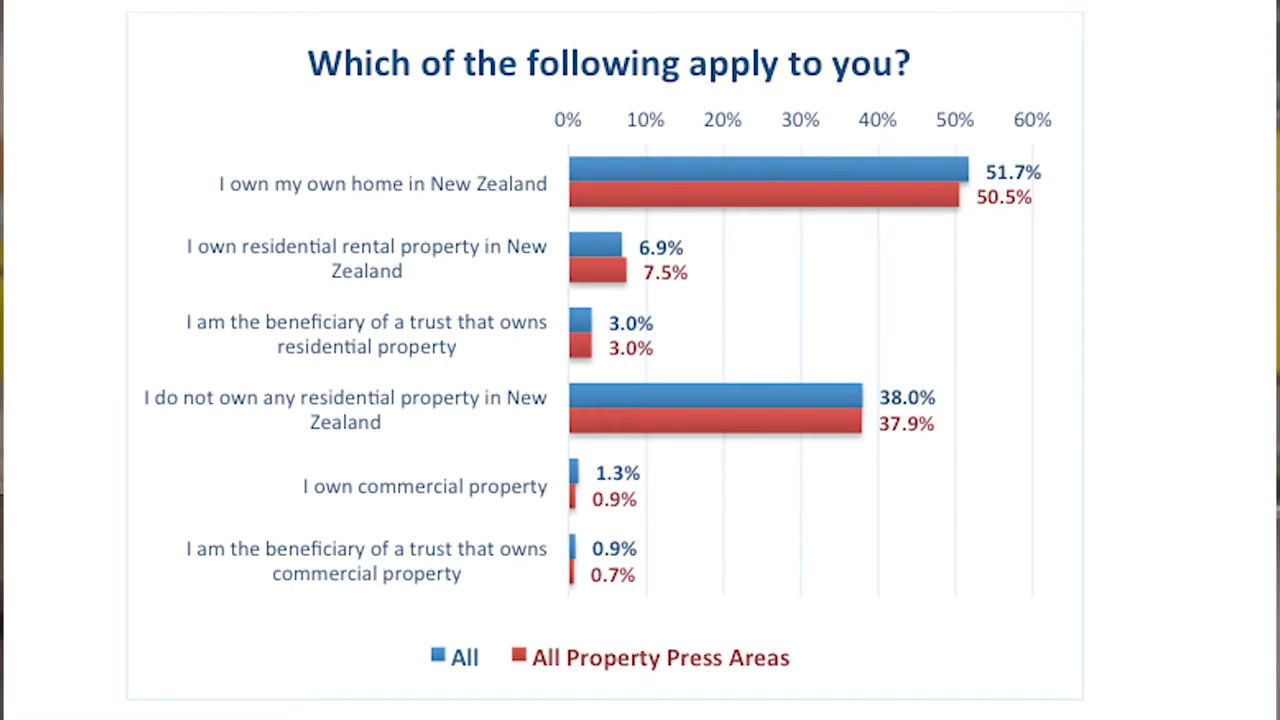 Which of the following apply to you?
0% 10% 20% 30% 40% 50% 60%
I own my own home in New Zealand
51.7%
50.5%
I own residential rental property in New
Zealand
6.9%
7.5%
I am the beneficiary of a trust that owns
residential property
3.0%
3.0%
I do not own any residential property in New
Zealand
38.0%
37.9%
I own commercial property
1.3%
0.9%
I am the beneficiary of a trust that owns
commercial property
0.9%
0.7%
All All Property Press Areas